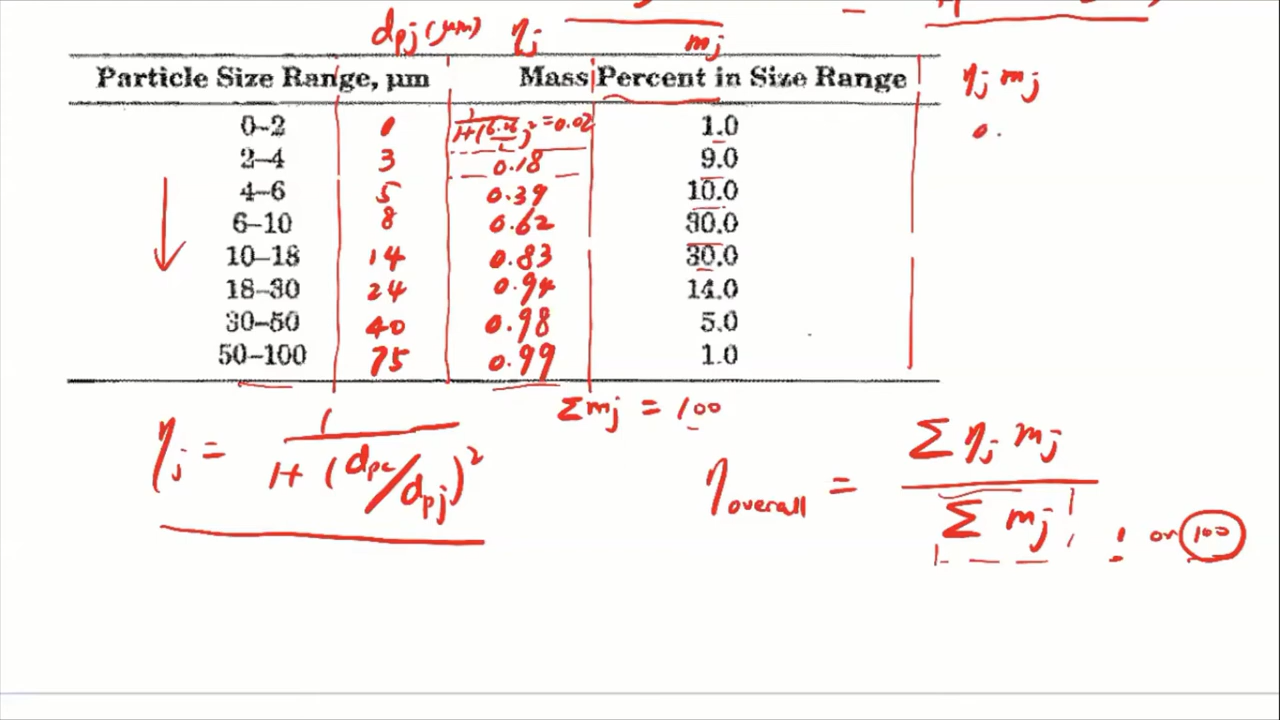 dpj (μm) ηj mj
Particle Size Range, μm Mass Percent in Size Range ηj mj
0–2 1 1/(1+(6.26/1)²) = 0.02 1.0 0.
2–4 3 0.18 9.0
4–6 5 0.39 10.0
6–10 8 0.62 30.0
10–18 14 0.83 30.0
18–30 24 0.94 14.0
30–50 40 0.98 5.0
50–100 75 0.99 1.0
Σmj = 100
ηj = 1/(1+(dpc/dpj)²)
ηoverall = Σ ηj mj / Σ mj
! or 100